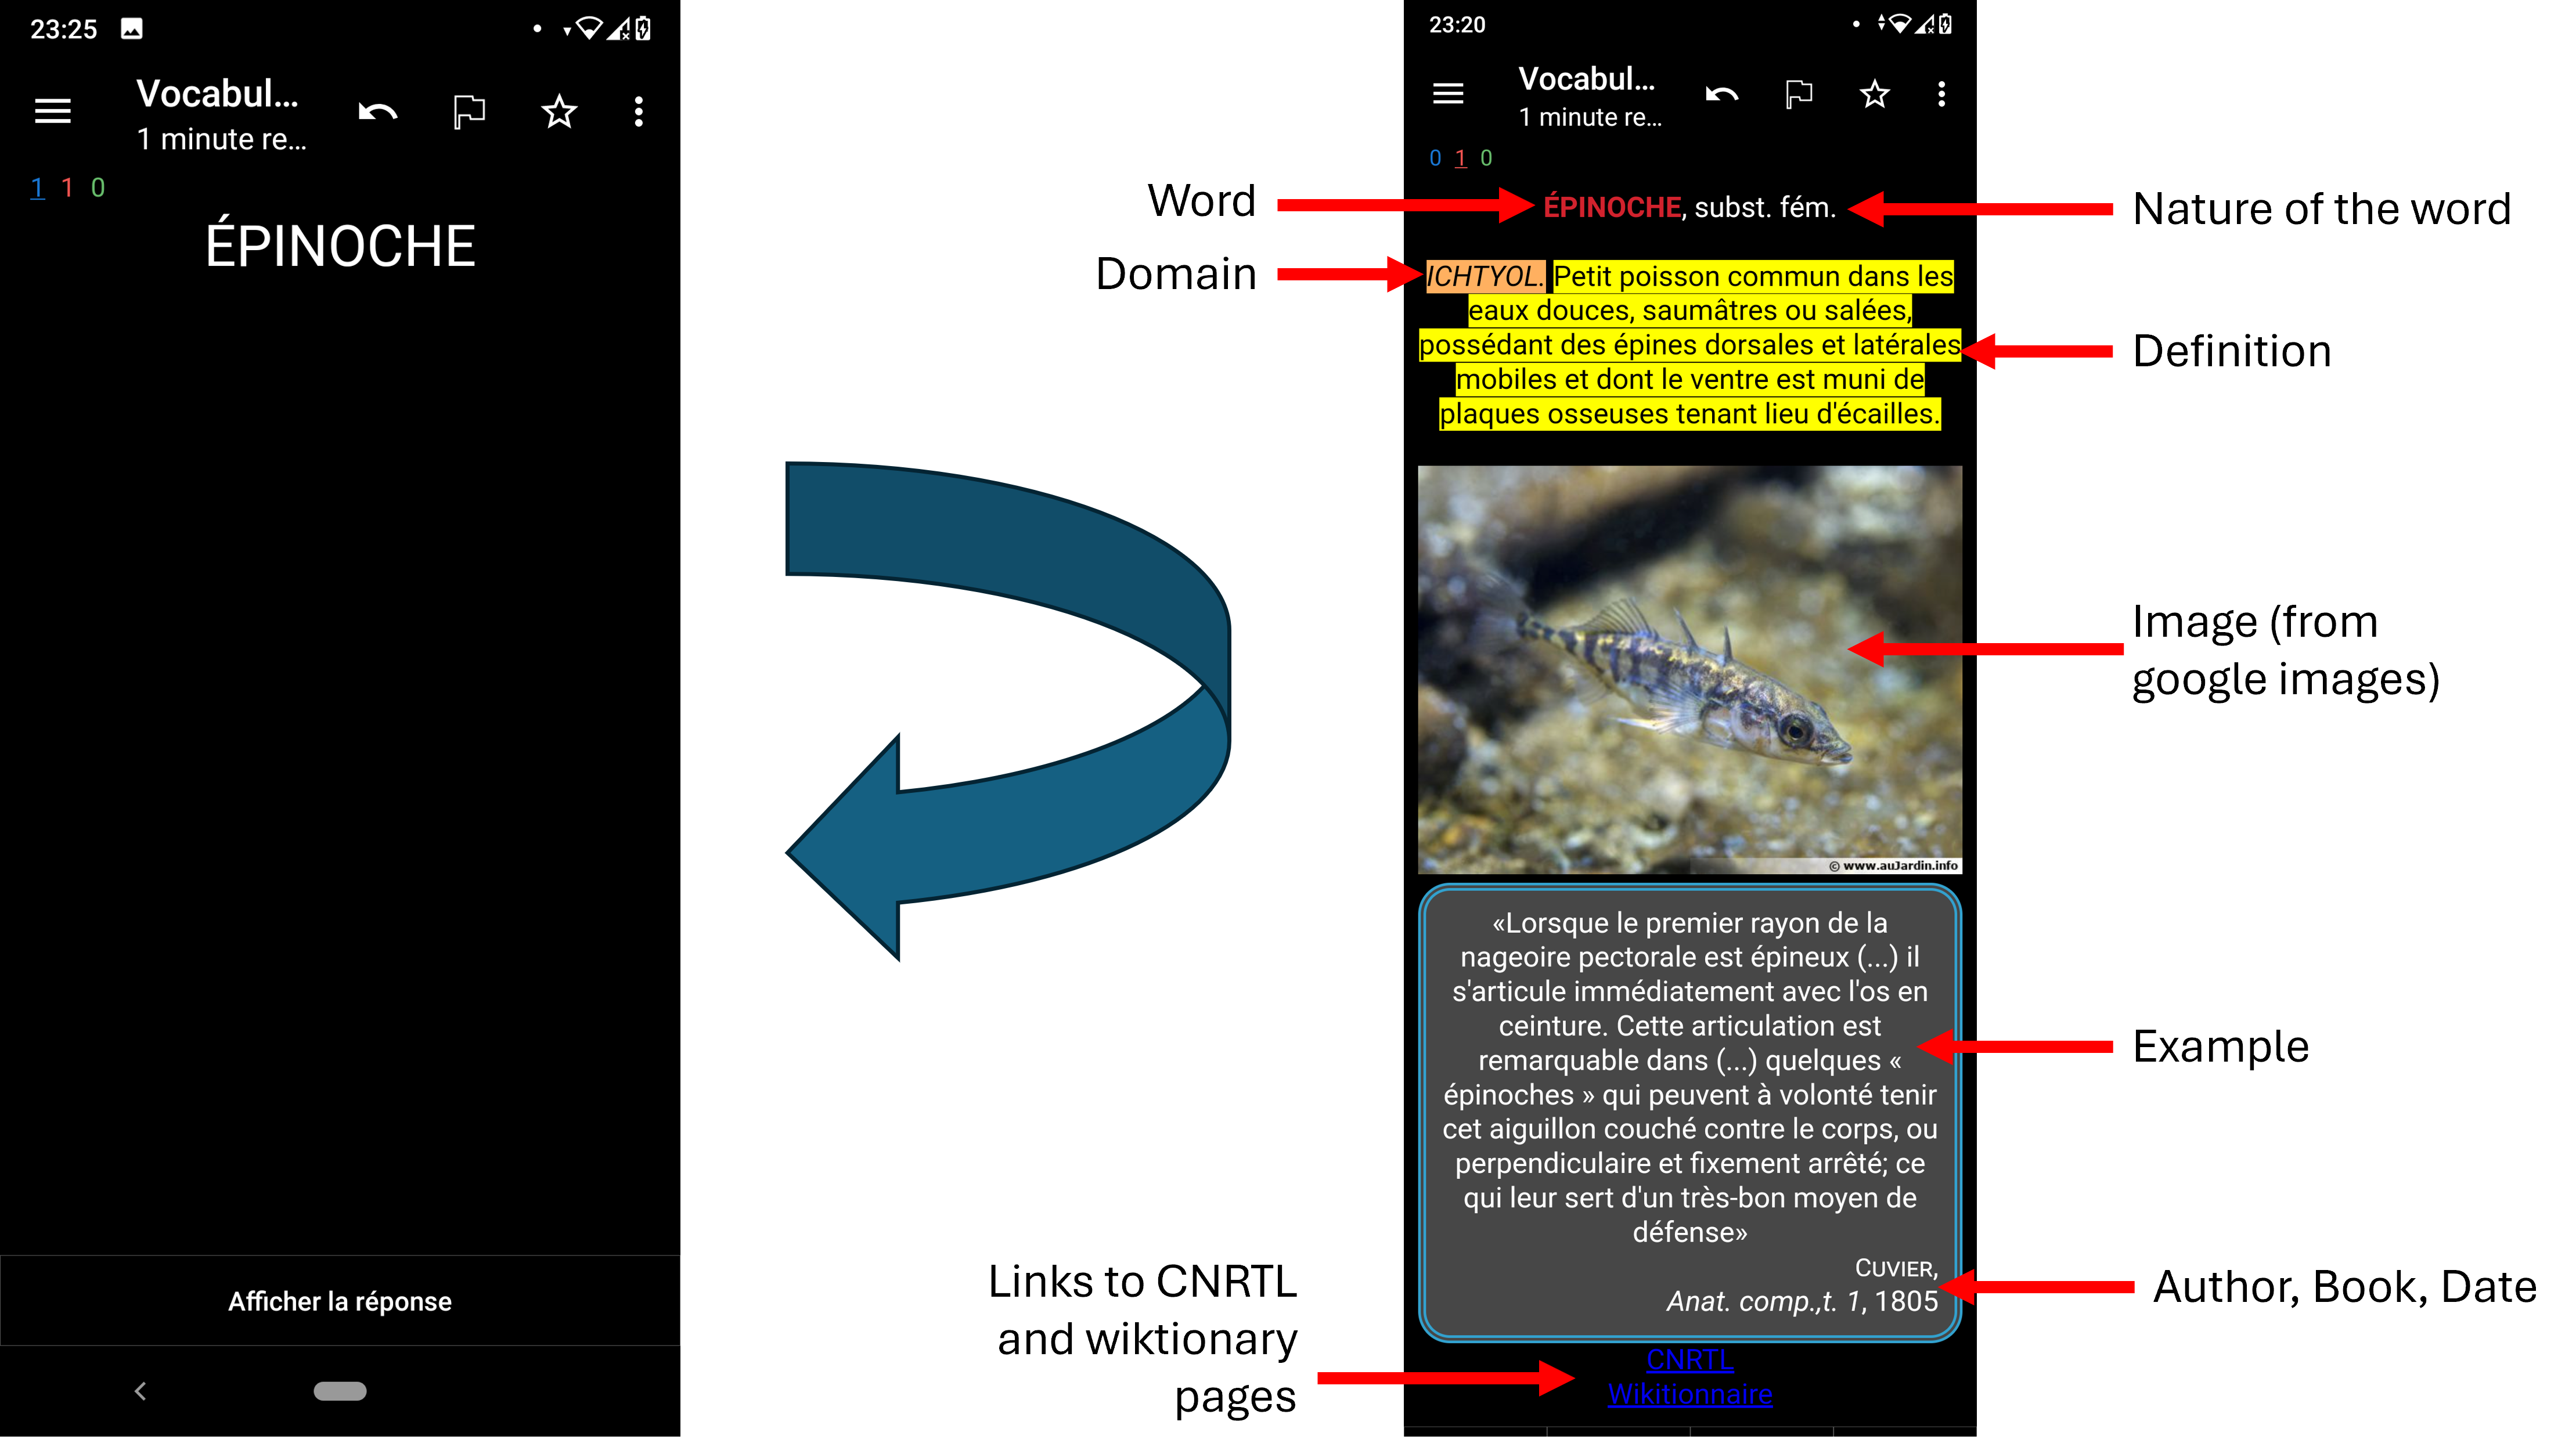 23:25
Vocabul...
1 minute re...
1 1 0
ÉPINOCHE
Afficher la réponse
Word
Domain
Links to CNRTL
and wiktionary
pages
23:20
Vocabul...
1 minute re...
0 1 0
ÉPINOCHE, subst. fém.
ICHTYOL. Petit poisson commun dans les
eaux douces, saumâtres ou salées,
possédant des épines dorsales et latérales
mobiles et dont le ventre est muni de
plaques osseuses tenant lieu d'écailles.
© www.auJardin.info
«Lorsque le premier rayon de la
nageoire pectorale est épineux (...) il
s'articule immédiatement avec l'os en
ceinture. Cette articulation est
remarquable dans (...) quelques «
épinoches » qui peuvent à volonté tenir
cet aiguillon couché contre le corps, ou
perpendiculaire et fixement arrêté; ce
qui leur sert d'un très-bon moyen de
défense»
CUVIER,
Anat. comp.,t. 1, 1805
CNRTL
Wikitionnaire
Nature of the word
Definition
Image (from
google images)
Example
Author, Book, Date